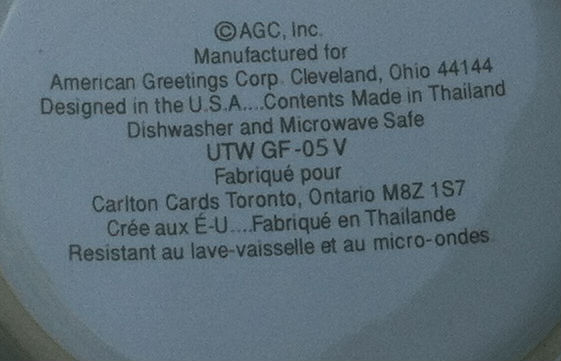 ©AGC, Inc.
Manufactured for
American Greetings Corp. Cleveland, Ohio 44144
Designed in the U.S.A....Contents Made in Thailand
Dishwasher and Microwave Safe
UTW GF-05 V
Fabriqué pour
Carlton Cards Toronto, Ontario M8Z 1S7
Crée aux É-U....Fabriqué en Thailande
Resistant au lave-vaisselle et au micro-ondes.